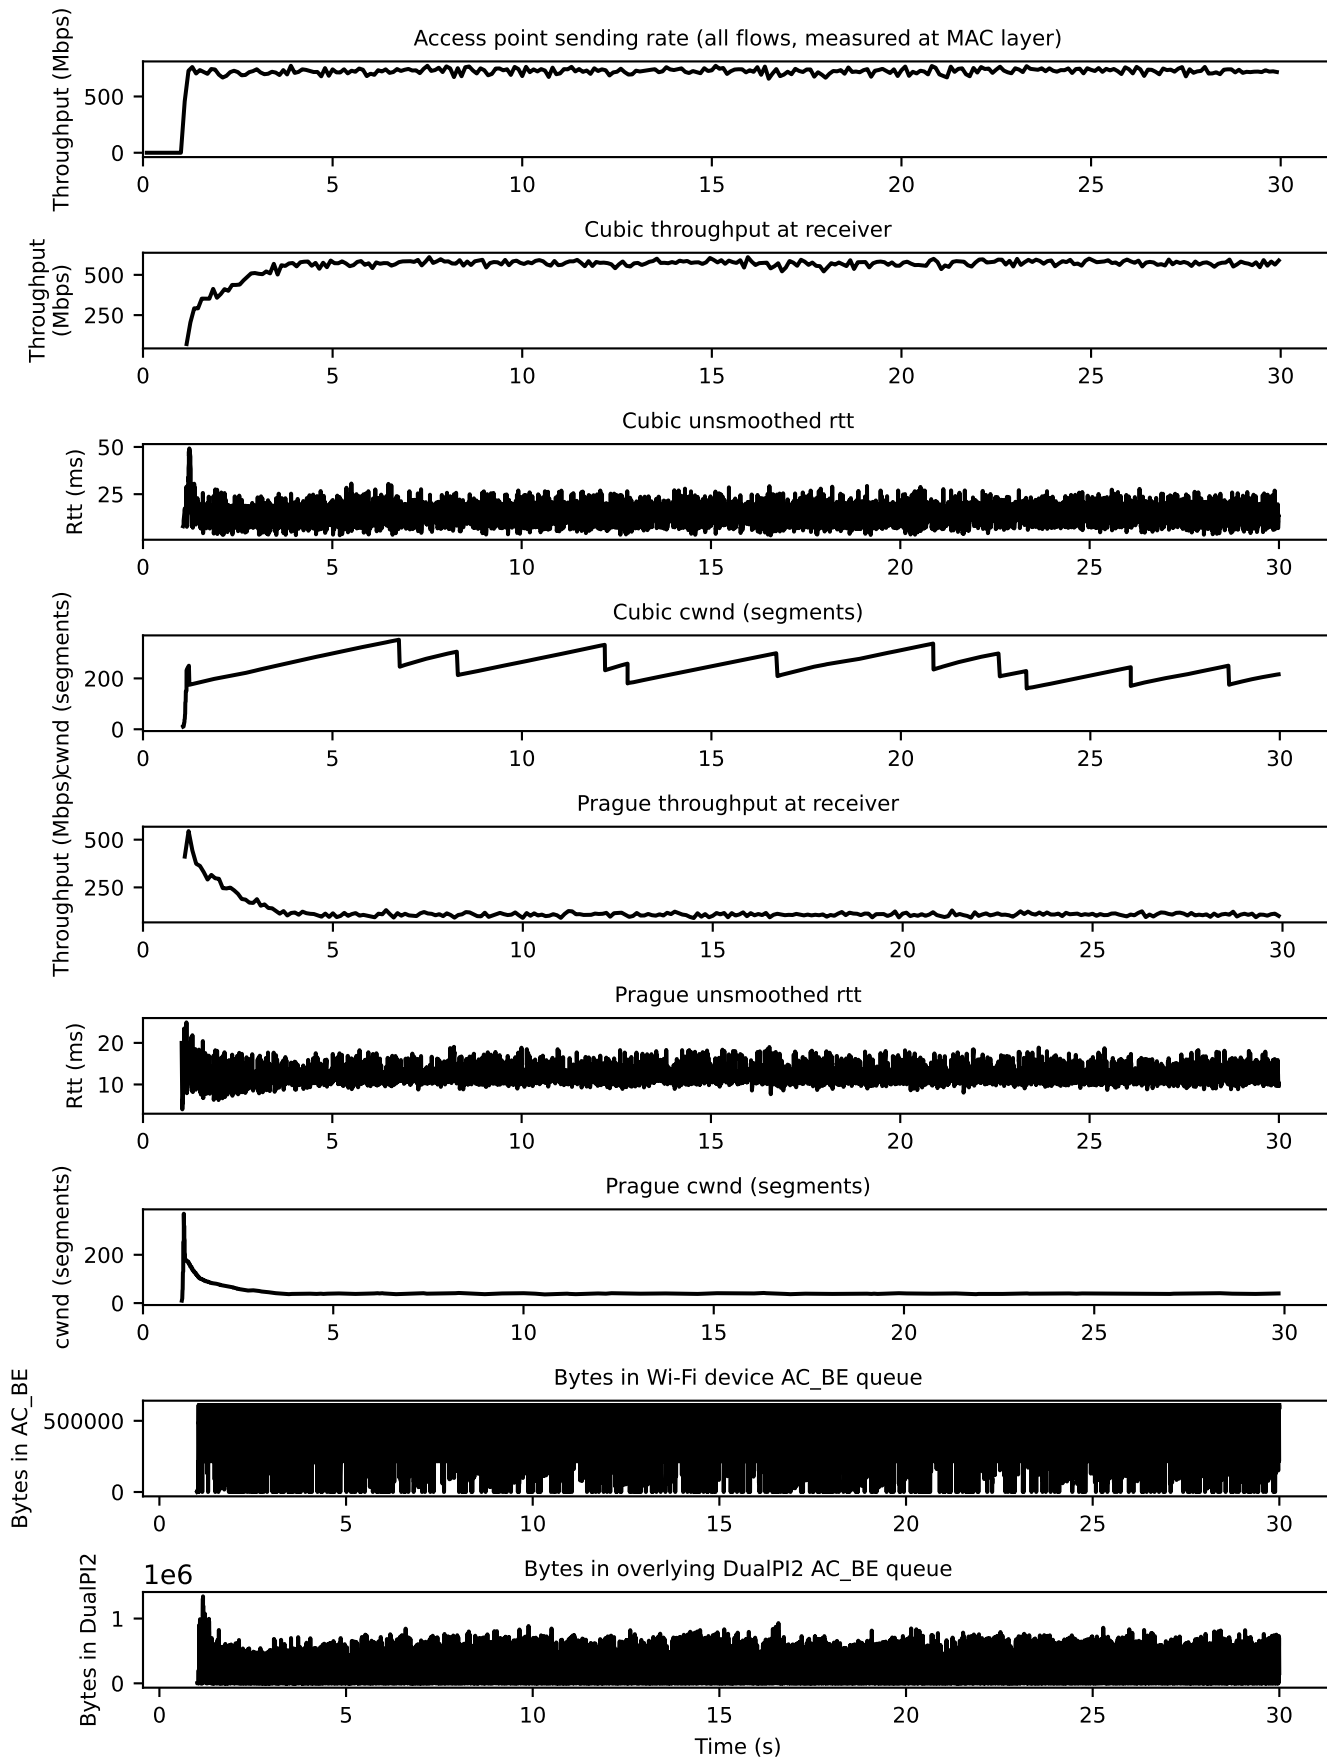 Access point sending rate (all flows, measured at MAC layer)
Throughput (Mbps)
500
0
0 5 10 15 20 25 30
Cubic throughput at receiver
Throughput
(Mbps)
500
250
0 5 10 15 20 25 30
Cubic unsmoothed rtt
Rtt (ms)
50
25
0 5 10 15 20 25 30
Cubic cwnd (segments)
cwnd (segments)
200
0
0 5 10 15 20 25 30
Prague throughput at receiver
Throughput (Mbps)
500
250
0 5 10 15 20 25 30
Prague unsmoothed rtt
Rtt (ms)
20
10
0 5 10 15 20 25 30
Prague cwnd (segments)
cwnd (segments)
200
0
0 5 10 15 20 25 30
Bytes in Wi-Fi device AC_BE queue
Bytes in AC_BE
500000
0
0 5 10 15 20 25 30
Bytes in overlying DualPI2 AC_BE queue
1e6
Bytes in DualPI2
1
0
0 5 10 15 20 25 30
Time (s)